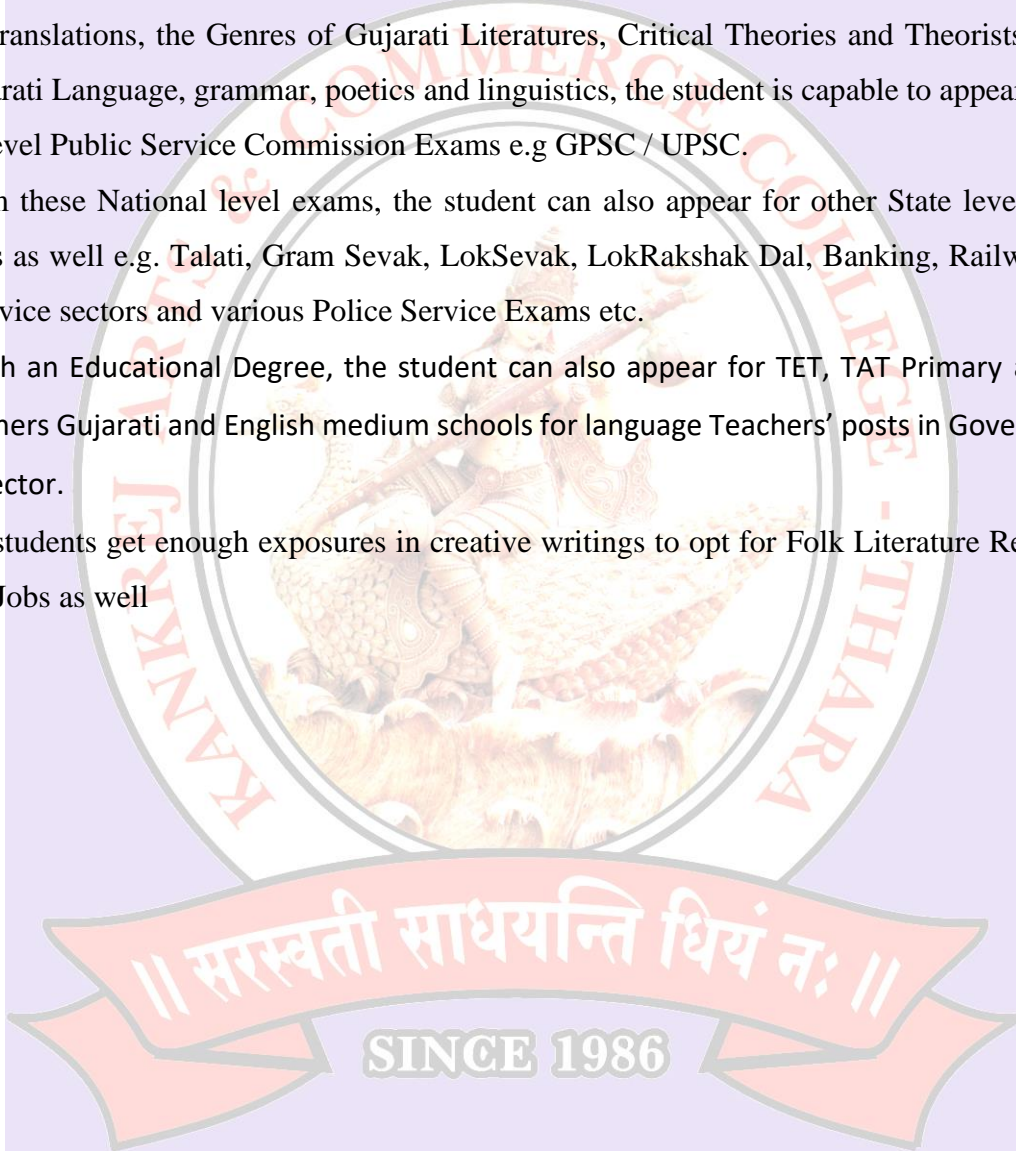 ranslations, the Genres of Gujarati Literatures, Critical Theories and Theorists
arati Language, grammar, poetics and linguistics, the student is capable to appear
evel Public Service Commission Exams e.g GPSC / UPSC.
n these National level exams, the student can also appear for other State level
s as well e.g. Talati, Gram Sevak, LokSevak, LokRakshak Dal, Banking, Railw
vice sectors and various Police Service Exams etc.
h an Educational Degree, the student can also appear for TET, TAT Primary a
ners Gujarati and English medium schools for language Teachers’ posts in Gove
ector.
students get enough exposures in creative writings to opt for Folk Literature Re
Jobs as well
KANKREJ ARTS & COMMERCE COLLEGE - THARA
॥ सरस्वती साधयन्ति धियं नः ॥
SINCE 1986